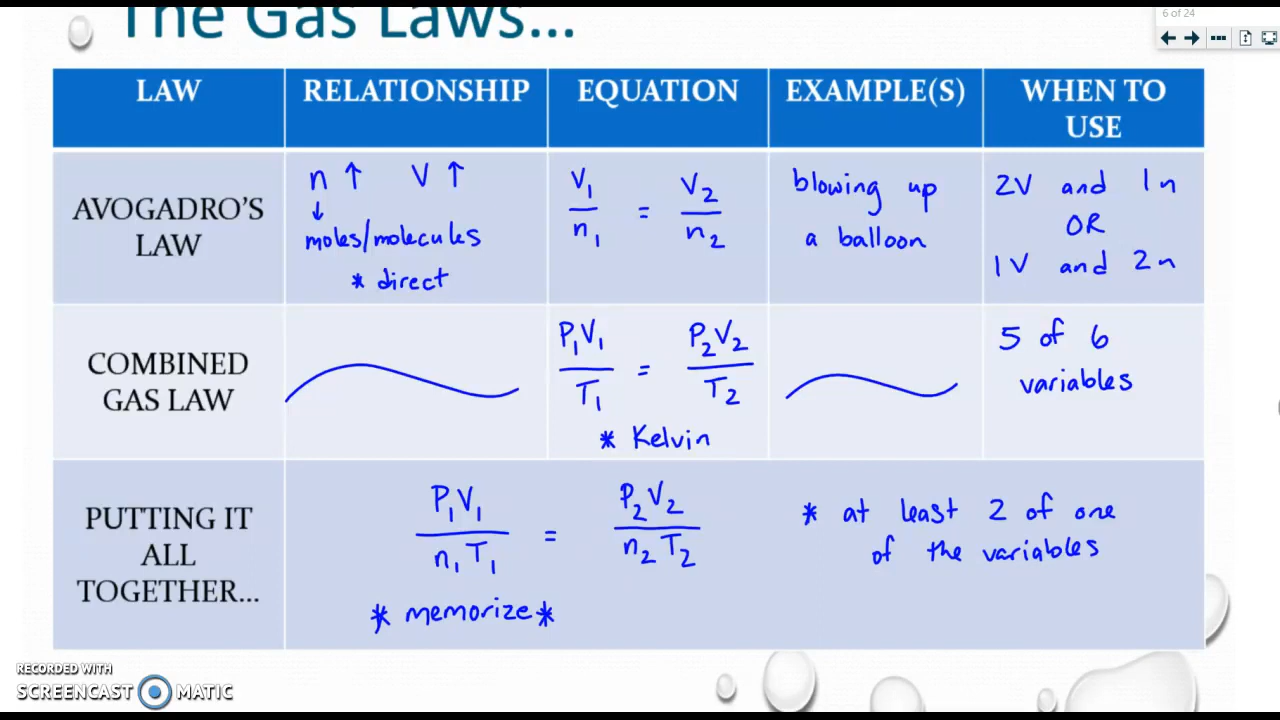 The Gas Laws...
6 of 24
LAW
RELATIONSHIP
EQUATION
EXAMPLE(S)
WHEN TO
USE
AVOGADRO'S
LAW
n ↑ V ↑
↓
moles/molecules
* direct
V₁/n₁ = V₂/n₂
blowing up
a balloon
2V and 1n
OR
1V and 2n
COMBINED
GAS LAW
P₁V₁/T₁ = P₂V₂/T₂
* Kelvin
5 of 6
variables
PUTTING IT
ALL
TOGETHER...
P₁V₁/n₁T₁ = P₂V₂/n₂T₂
* memorize *
* at least 2 of one
of the variables
RECORDED WITH
SCREENCAST MATIC